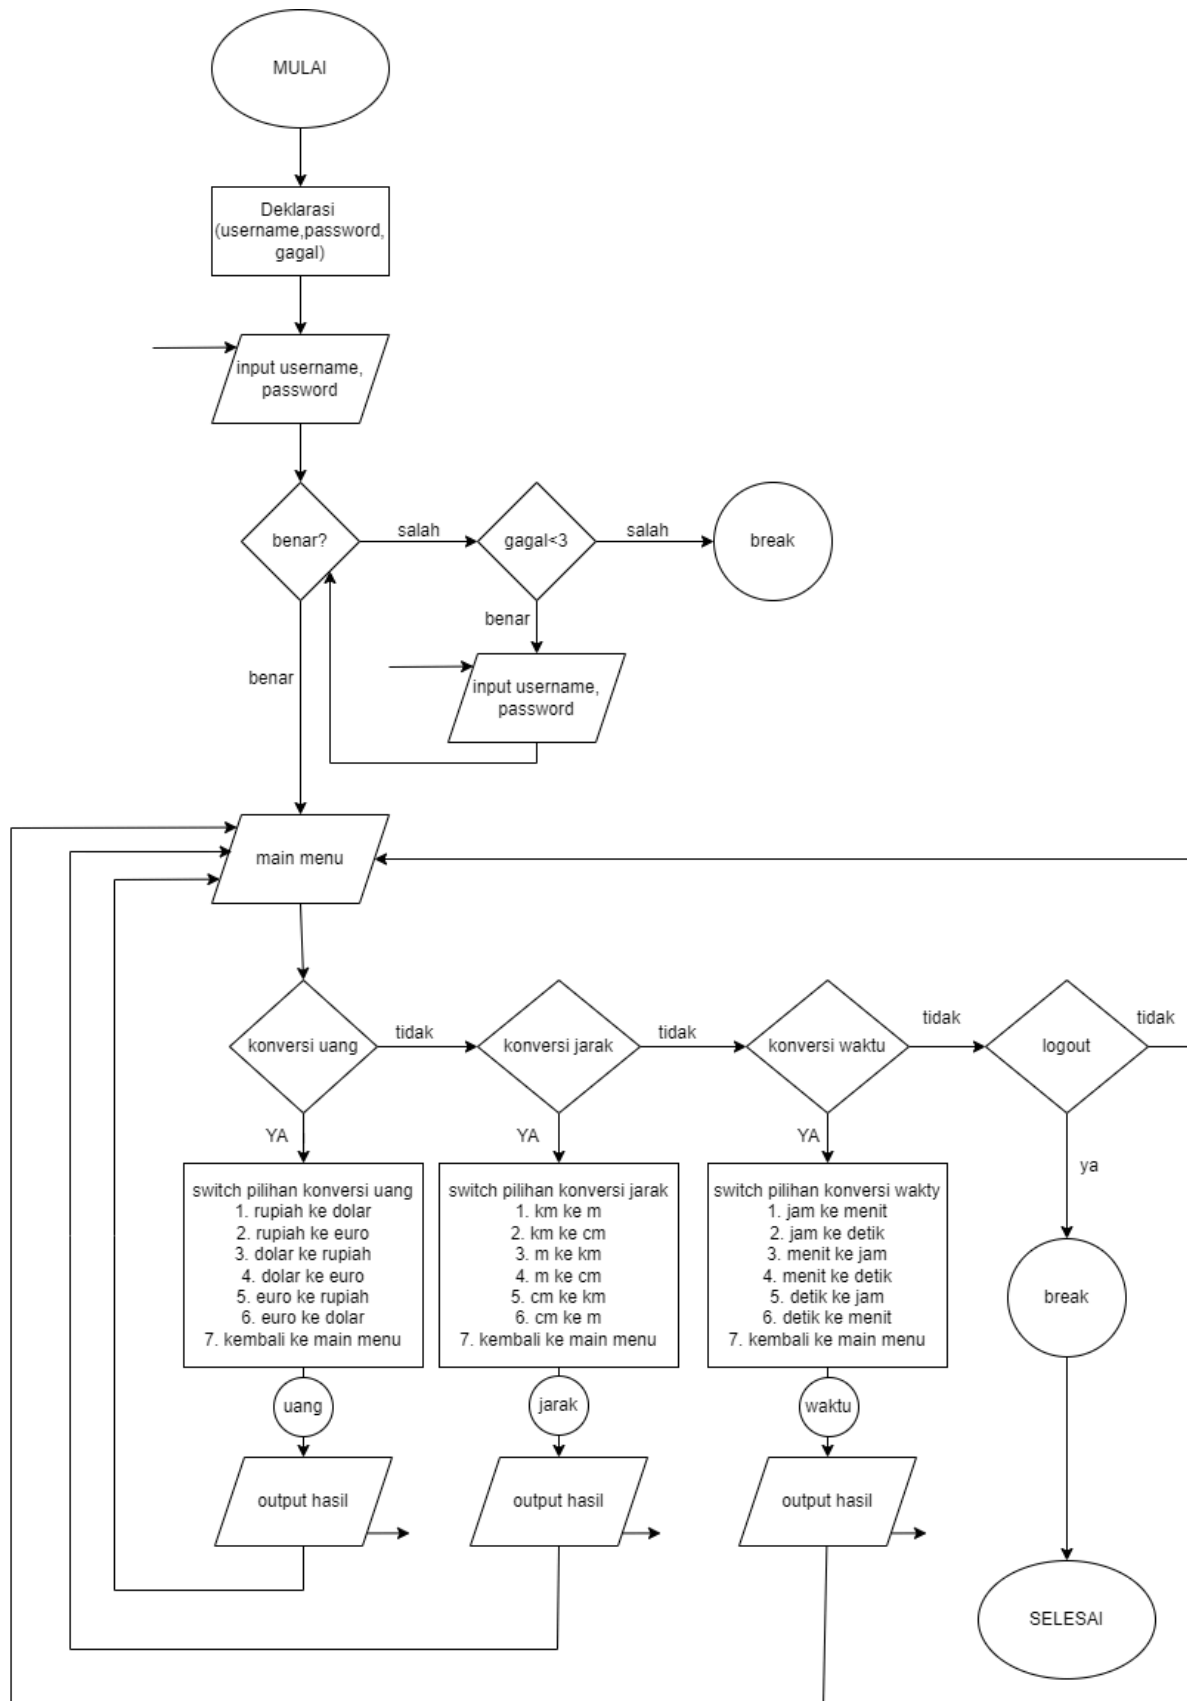 MULAI
Deklarasi
(username,password,
gagal)
input username,
password
benar?
salah
gagal<3
salah
break
benar
input username,
password
benar
main menu
konversi uang
tidak
konversi jarak
tidak
konversi waktu
tidak
logout
tidak
YA
YA
YA
ya
switch pilihan konversi uang
1. rupiah ke dolar
2. rupiah ke euro
3. dolar ke rupiah
4. dolar ke euro
5. euro ke rupiah
6. euro ke dolar
7. kembali ke main menu
switch pilihan konversi jarak
1. km ke m
2. km ke cm
3. m ke km
4. m ke cm
5. cm ke km
6. cm ke m
7. kembali ke main menu
switch pilihan konversi wakty
1. jam ke menit
2. jam ke detik
3. menit ke jam
4. menit ke detik
5. detik ke jam
6. detik ke menit
7. kembali ke main menu
break
uang
jarak
waktu
output hasil
output hasil
output hasil
SELESAI